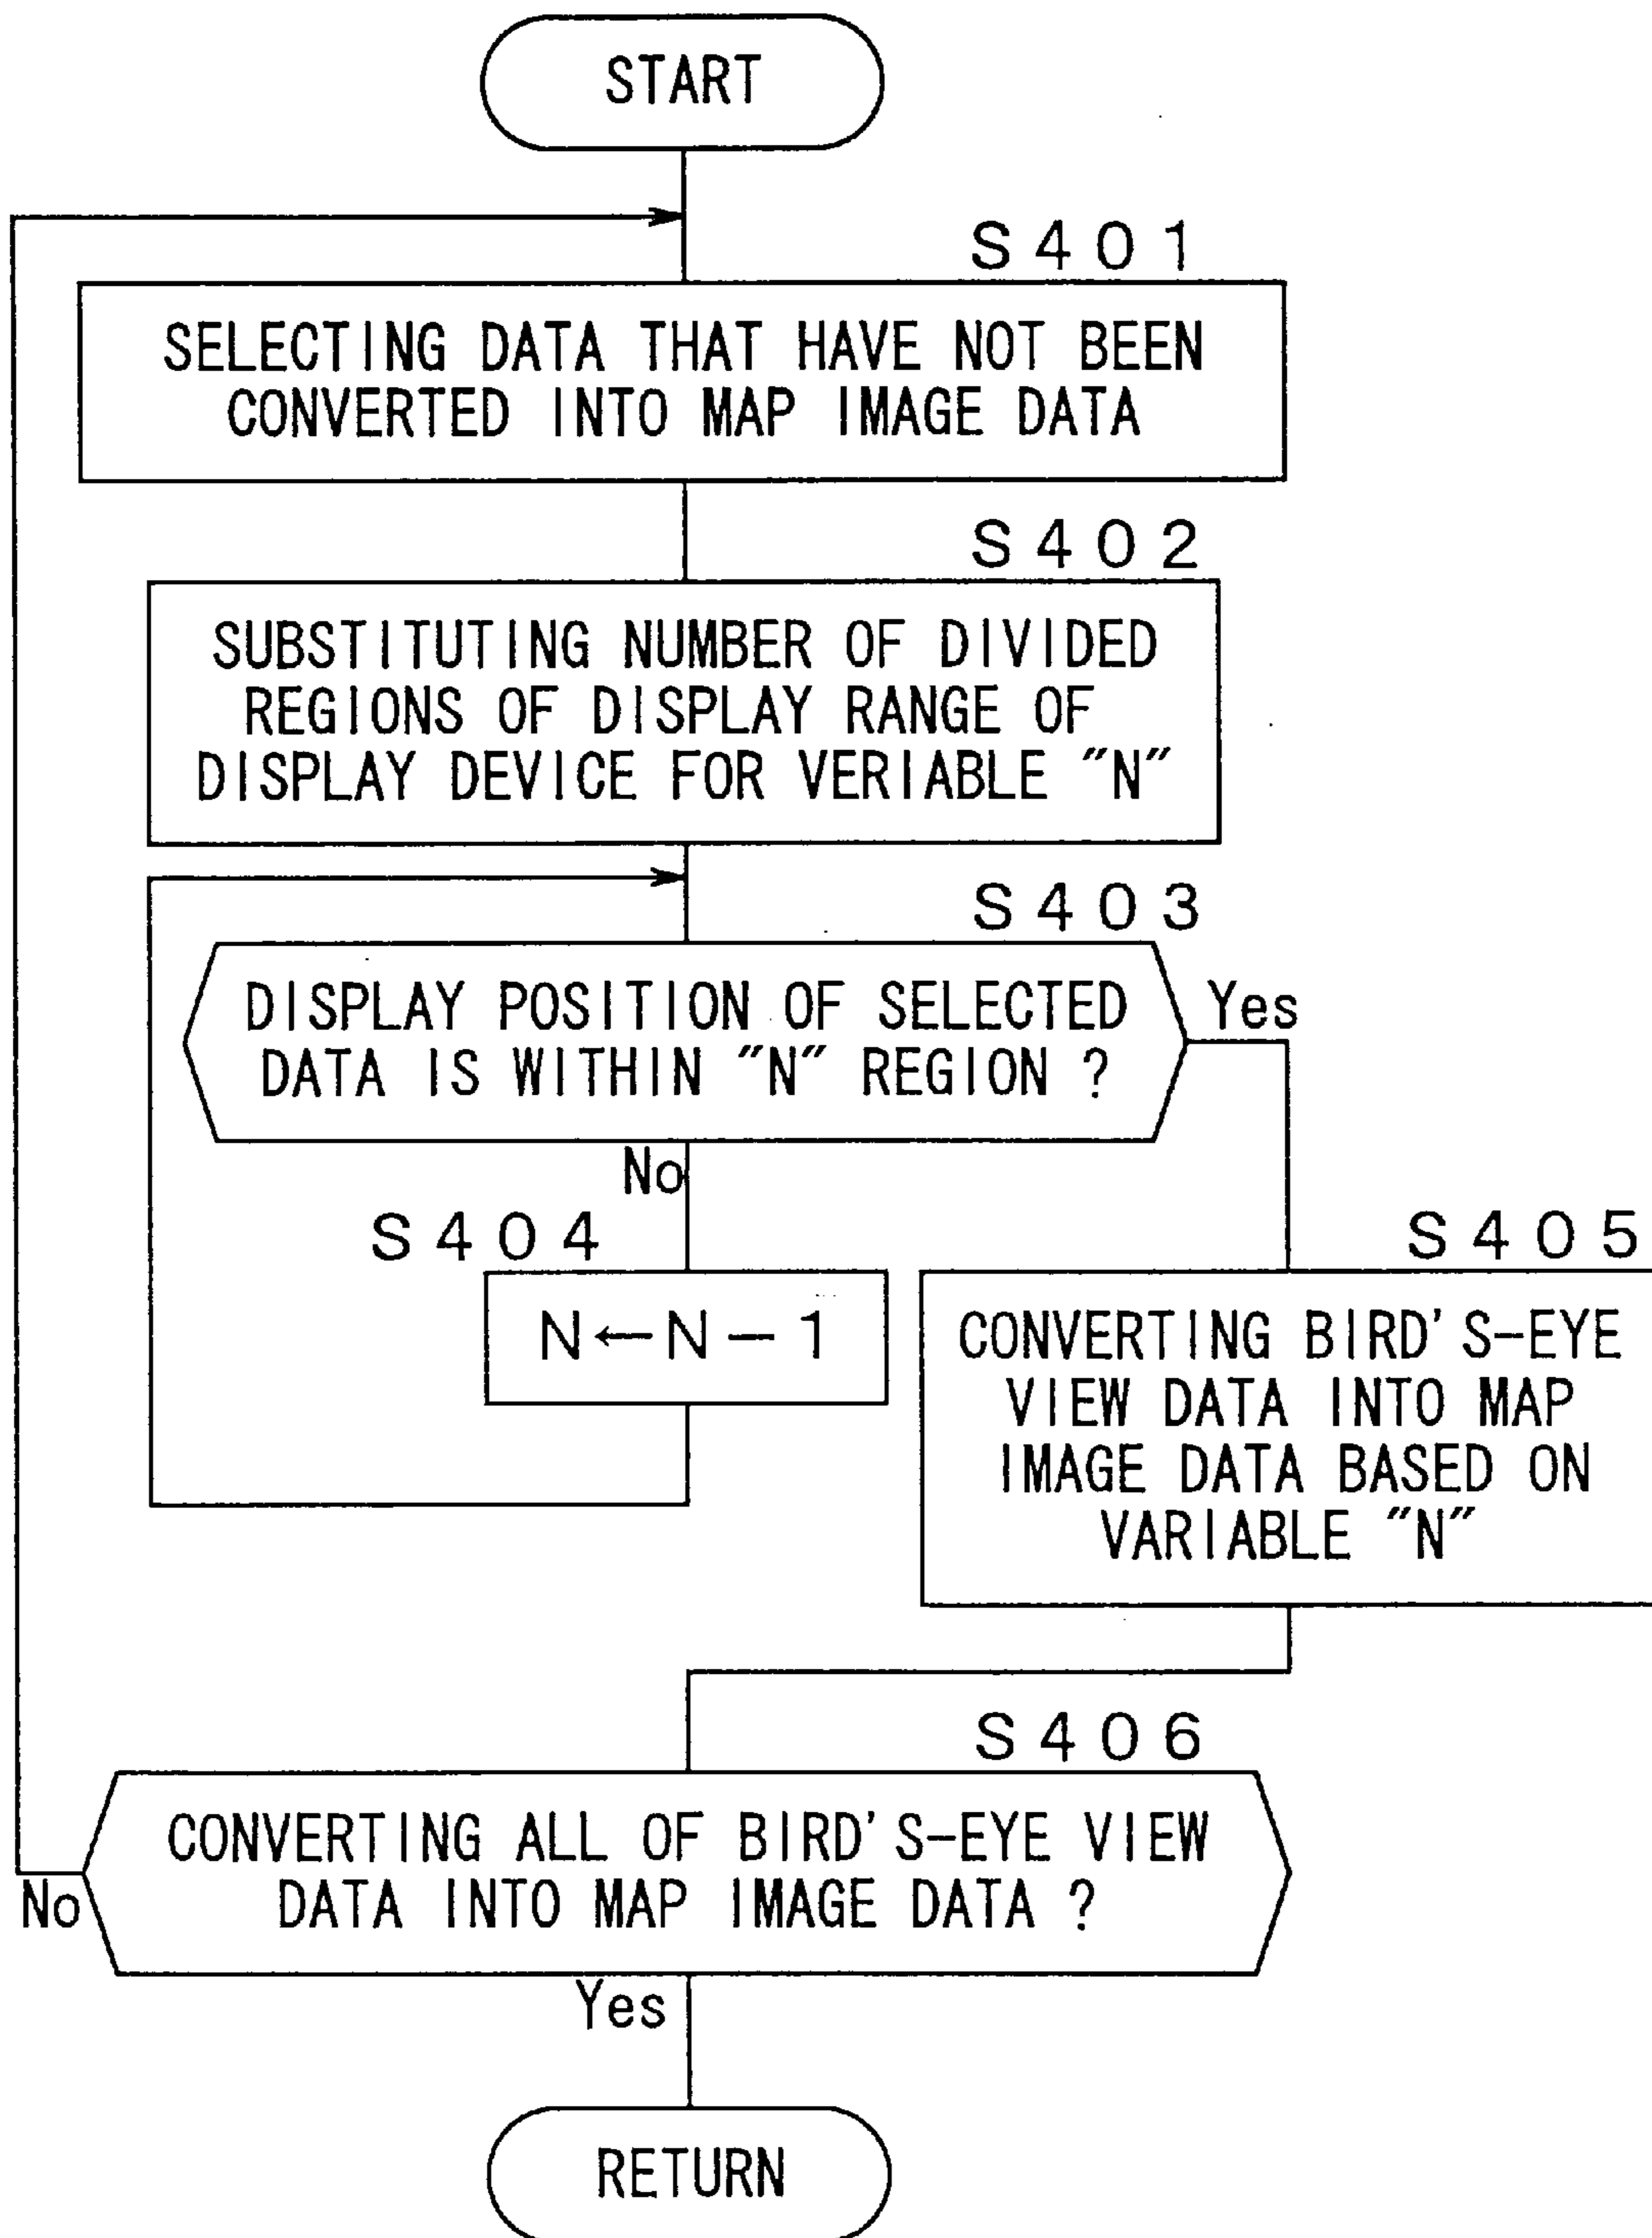 START
S401
SELECTING DATA THAT HAVE NOT BEEN
CONVERTED INTO MAP IMAGE DATA
S402
SUBSTITUTING NUMBER OF DIVIDED
REGIONS OF DISPLAY RANGE OF
DISPLAY DEVICE FOR VERIABLE "N"
S403
DISPLAY POSITION OF SELECTED
DATA IS WITHIN "N" REGION ?
Yes
No
S404
N←N-1
S405
CONVERTING BIRD'S-EYE
VIEW DATA INTO MAP
IMAGE DATA BASED ON
VARIABLE "N"
S406
CONVERTING ALL OF BIRD'S-EYE VIEW
DATA INTO MAP IMAGE DATA ?
No
Yes
RETURN